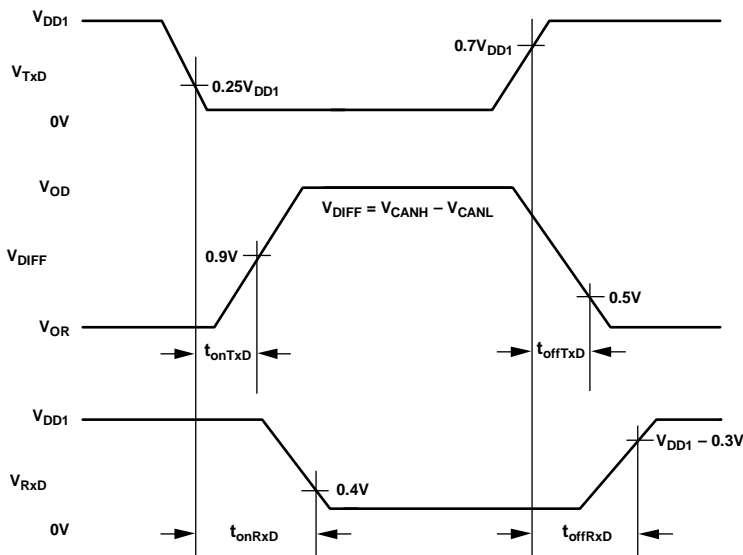 VDD1
0.7VDD1
VTxD
0.25VDD1
0V
VOD
VDIFF = VCANH – VCANL
VDIFF
0.9V
0.5V
VOR
tonTxD
toffTxD
VDD1
VDD1 – 0.3V
VRxD
0.4V
0V
tonRxD
toffRxD